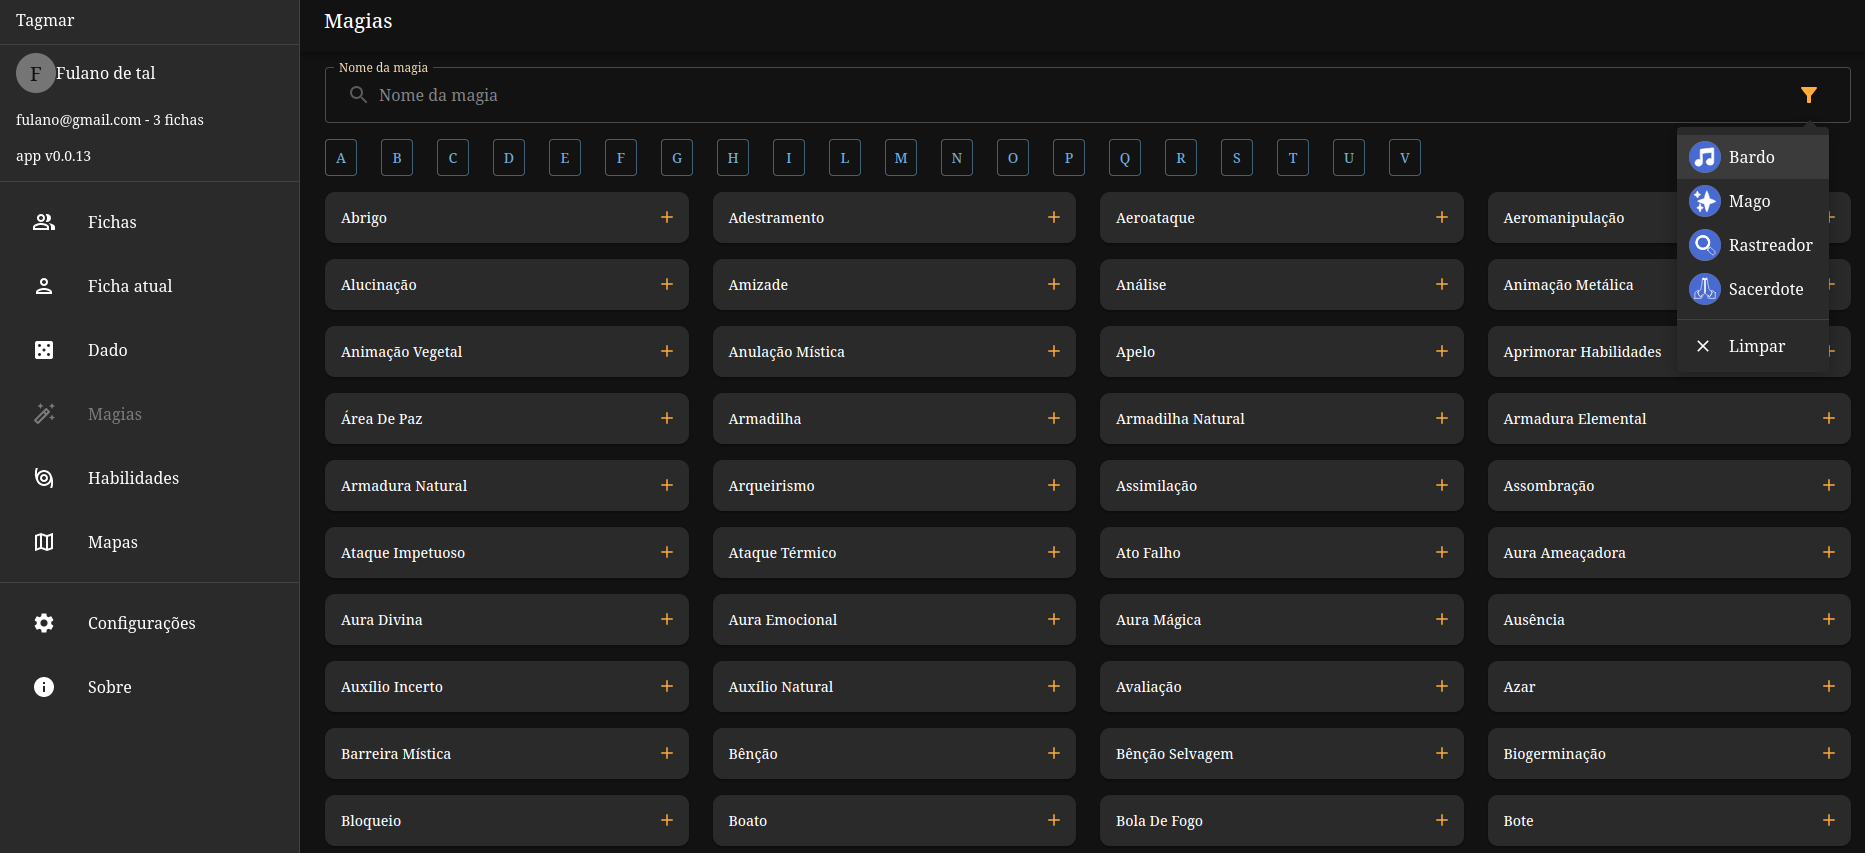 Tagmar
F Fulano de tal
fulano@gmail.com - 3 fichas
app v0.0.13
Fichas
Ficha atual
Dado
Magias
Habilidades
Mapas
Configurações
Sobre
Magias
Nome da magia
Nome da magia
A B C D E F G H I L M N O P Q R S T U V
Bardo
Mago
Rastreador
Sacerdote
Limpar
Abrigo + Adestramento + Aeroataque + Aeromanipulação +
Alucinação + Amizade + Análise + Animação Metálica +
Animação Vegetal + Anulação Mística + Apelo + Aprimorar Habilidades +
Área De Paz + Armadilha + Armadilha Natural + Armadura Elemental +
Armadura Natural + Arqueirismo + Assimilação + Assombração +
Ataque Impetuoso + Ataque Térmico + Ato Falho + Aura Ameaçadora +
Aura Divina + Aura Emocional + Aura Mágica + Ausência +
Auxílio Incerto + Auxílio Natural + Avaliação + Azar +
Barreira Mística + Bênção + Bênção Selvagem + Biogerminação +
Bloqueio + Boato + Bola De Fogo + Bote +